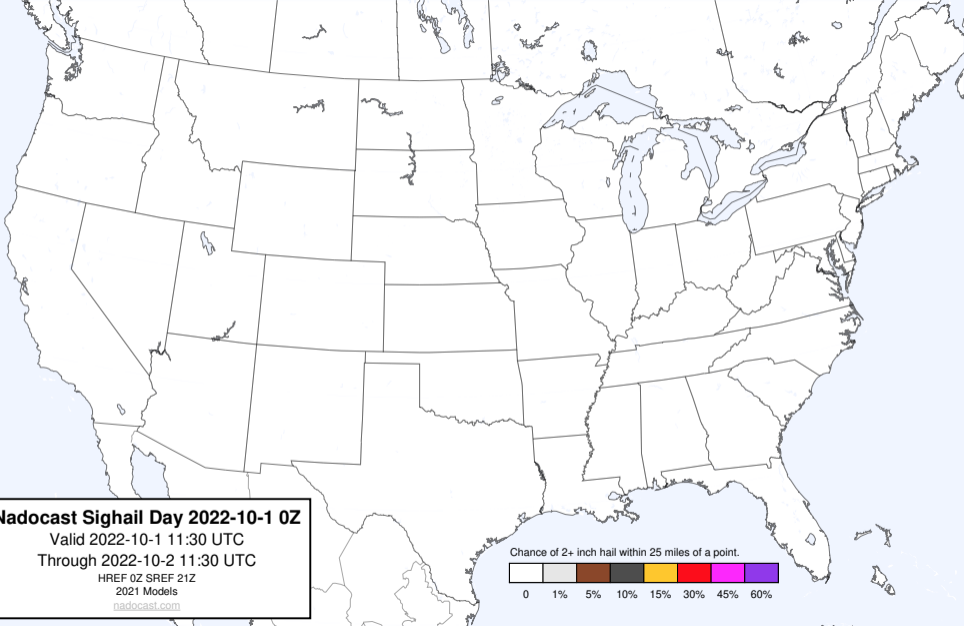 Nadocast Sighail Day 2022-10-1 0Z
Valid 2022-10-1 11:30 UTC
Through 2022-10-2 11:30 UTC
HREF 0Z SREF 21Z
2021 Models
nadocast.com
Chance of 2+ inch hail within 25 miles of a point.
0 1% 5% 10% 15% 30% 45% 60%